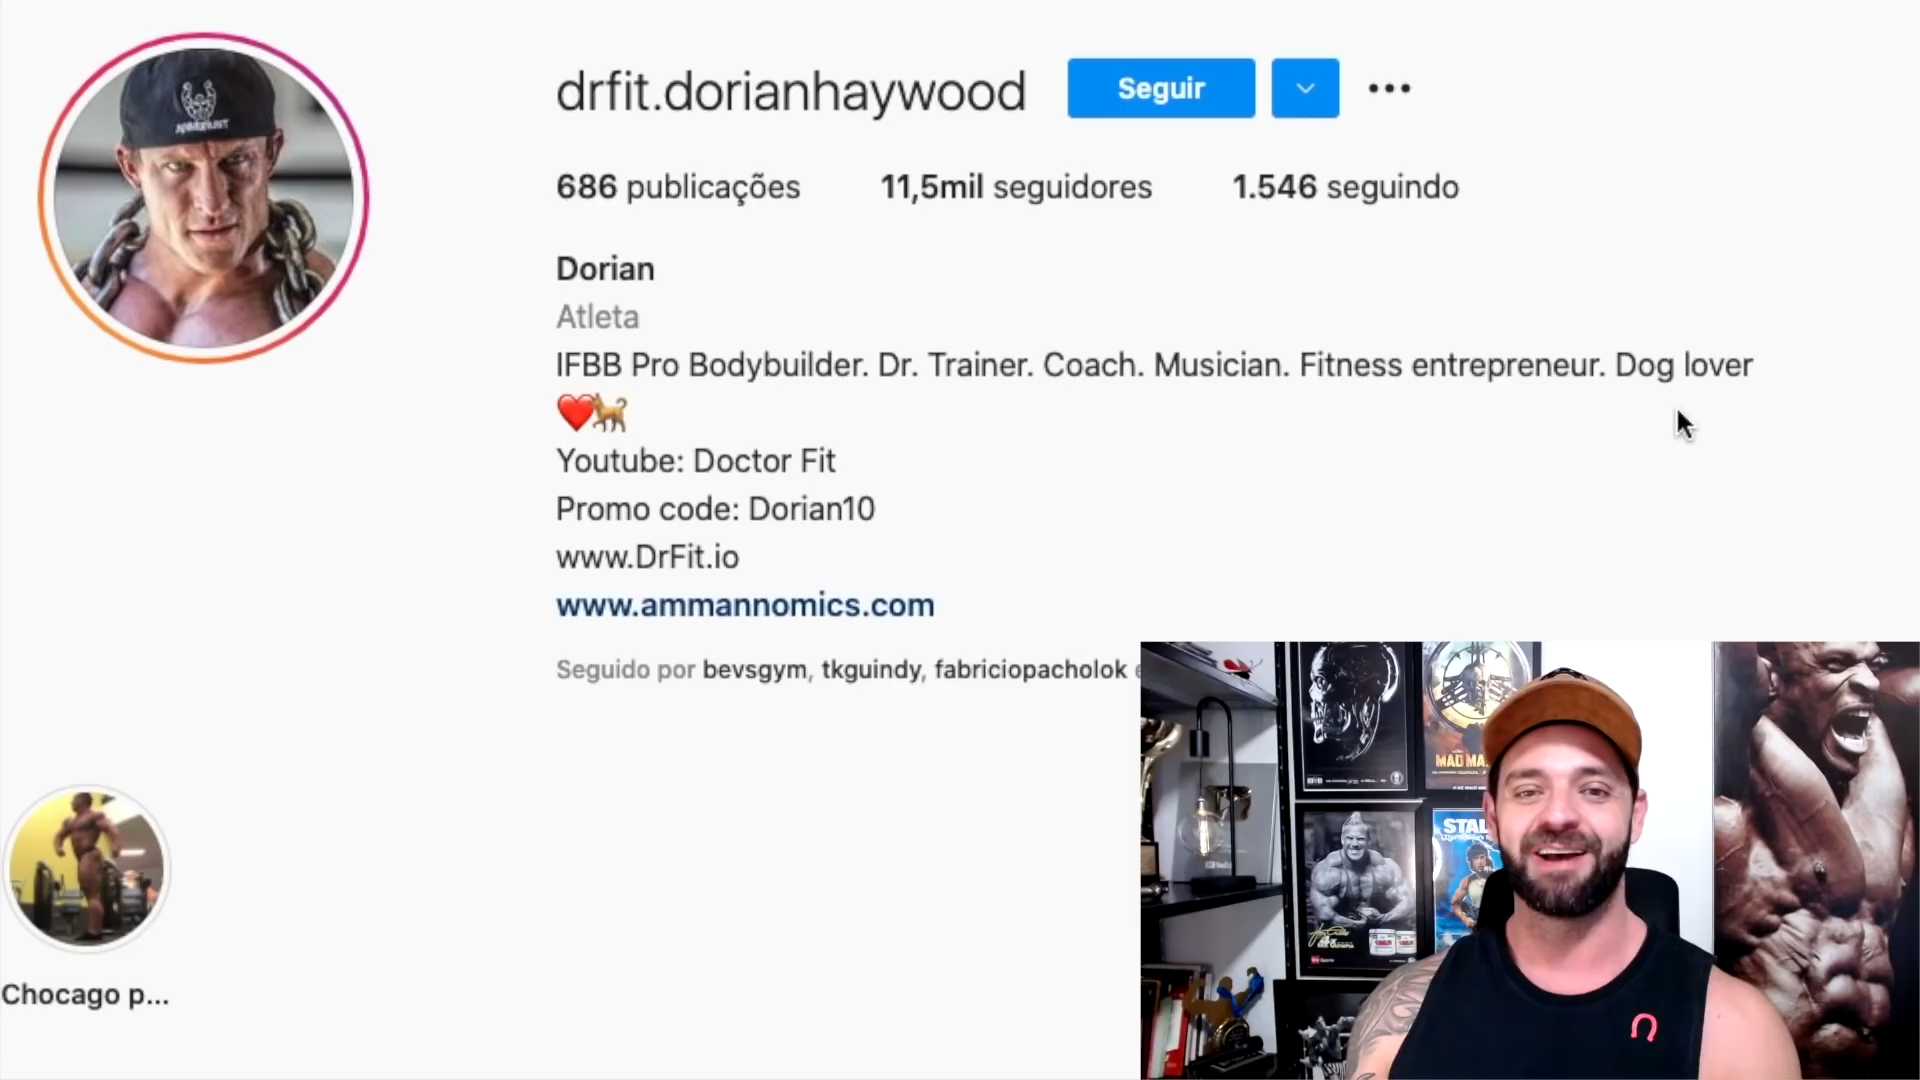 drfit.dorianhaywood
Seguir
686 publicações 11,5mil seguidores 1.546 seguindo
Dorian
Atleta
IFBB Pro Bodybuilder. Dr. Trainer. Coach. Musician. Fitness entrepreneur. Dog lover
❤️🐕
Youtube: Doctor Fit
Promo code: Dorian10
www.DrFit.io
www.ammannomics.com
Seguido por bevsgym, tkguindy, fabriciopacholok e
Chocago p...
MAD MA
STAL